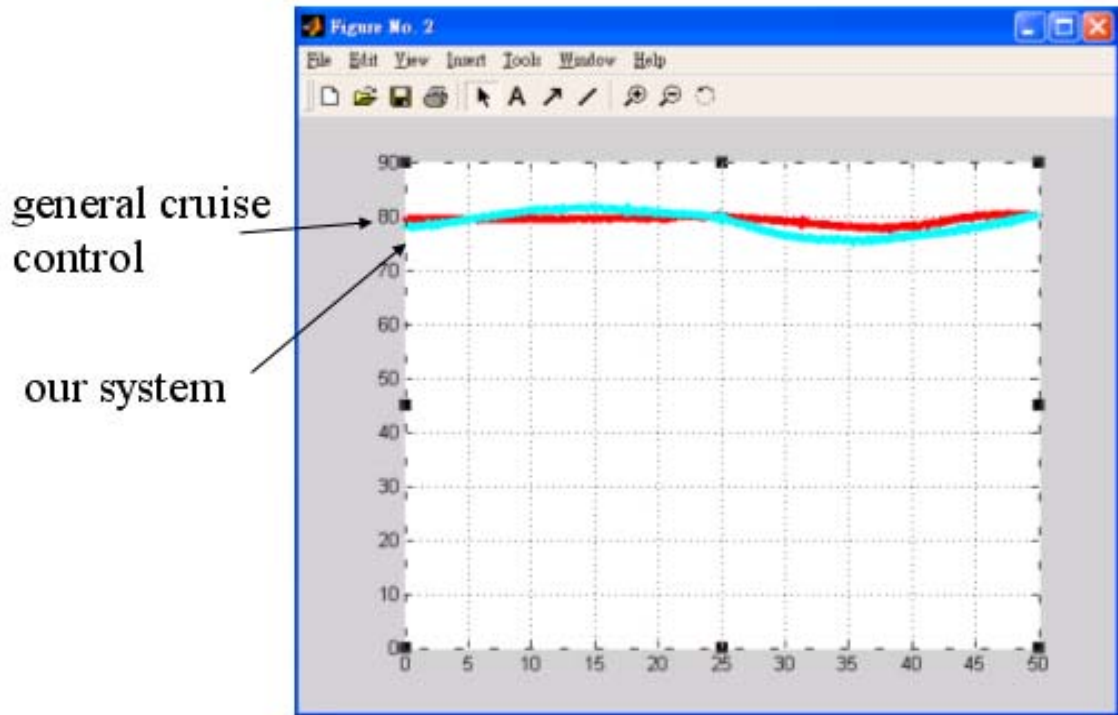 Figure No. 2
File Edit View Insert Tools Window Help
A
general cruise
control
our system
90
80
70
60
50
40
30
20
10
0
0 5 10 15 20 25 30 35 40 45 50